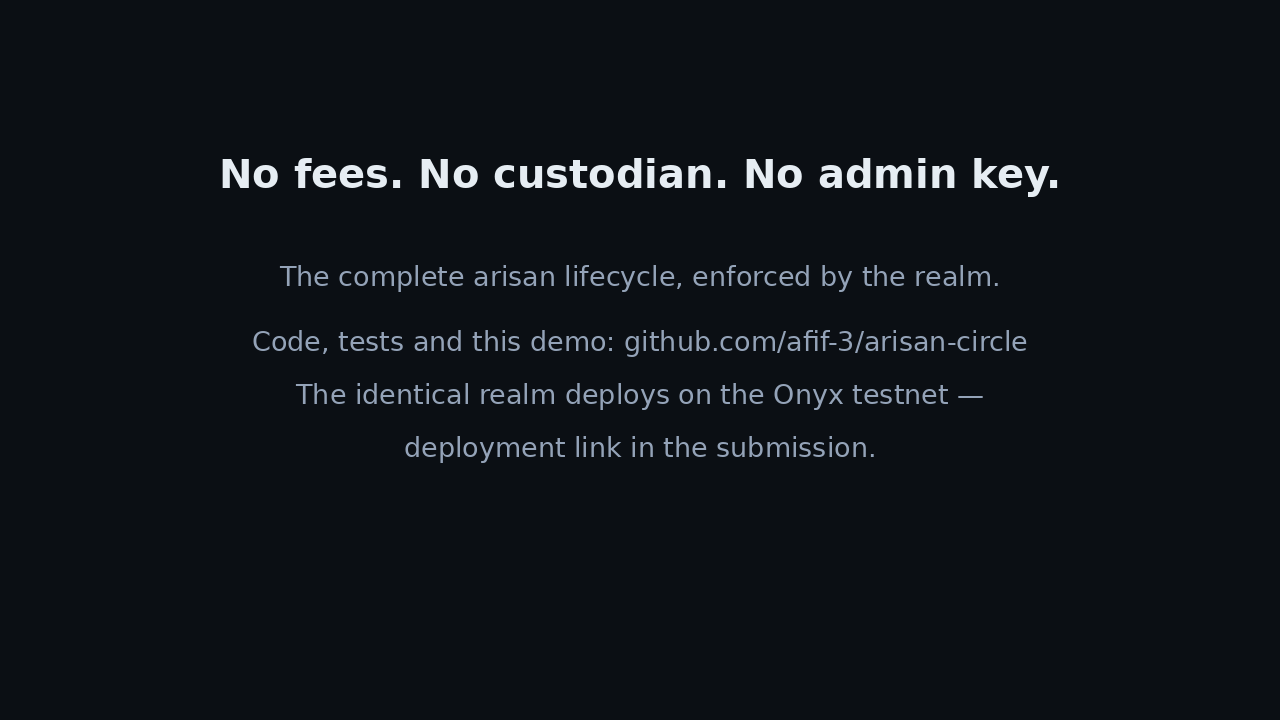 No fees. No custodian. No admin key.
The complete arisan lifecycle, enforced by the realm.
Code, tests and this demo: github.com/afif-3/arisan-circle
The identical realm deploys on the Onyx testnet —
deployment link in the submission.